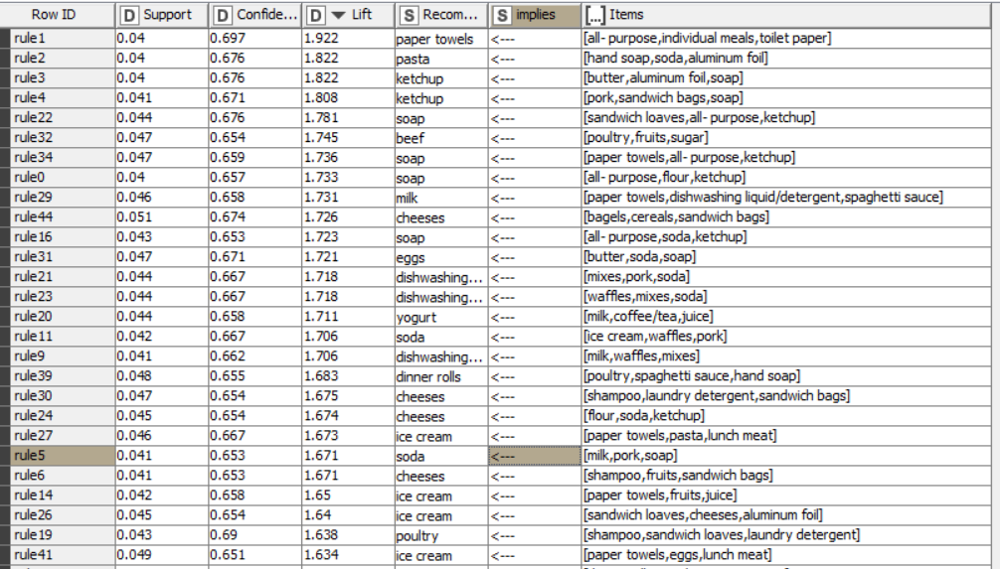 Row ID D Support D Confide... D Lift S Recom... S implies [...] Items
rule1 0.04 0.697 1.922 paper towels <--- [all- purpose,individual meals,toilet paper]
rule2 0.04 0.676 1.822 pasta <--- [hand soap,soda,aluminum foil]
rule3 0.04 0.676 1.822 ketchup <--- [butter,aluminum foil,soap]
rule4 0.041 0.671 1.808 ketchup <--- [pork,sandwich bags,soap]
rule22 0.044 0.676 1.781 soap <--- [sandwich loaves,all- purpose,ketchup]
rule32 0.047 0.654 1.745 beef <--- [poultry,fruits,sugar]
rule34 0.047 0.659 1.736 soap <--- [paper towels,all- purpose,ketchup]
rule0 0.04 0.657 1.733 soap <--- [all- purpose,flour,ketchup]
rule29 0.046 0.658 1.731 milk <--- [paper towels,dishwashing liquid/detergent,spaghetti sauce]
rule44 0.051 0.674 1.726 cheeses <--- [bagels,cereals,sandwich bags]
rule16 0.043 0.653 1.723 soap <--- [all- purpose,soda,ketchup]
rule31 0.047 0.671 1.721 eggs <--- [butter,soda,soap]
rule21 0.044 0.667 1.718 dishwashing... <--- [mixes,pork,soda]
rule23 0.044 0.667 1.718 dishwashing... <--- [waffles,mixes,soda]
rule20 0.044 0.658 1.711 yogurt <--- [milk,coffee/tea,juice]
rule11 0.042 0.667 1.706 soda <--- [ice cream,waffles,pork]
rule9 0.041 0.662 1.706 dishwashing... <--- [milk,waffles,mixes]
rule39 0.048 0.655 1.683 dinner rolls <--- [poultry,spaghetti sauce,hand soap]
rule30 0.047 0.654 1.675 cheeses <--- [shampoo,laundry detergent,sandwich bags]
rule24 0.045 0.654 1.674 cheeses <--- [flour,soda,ketchup]
rule27 0.046 0.667 1.673 ice cream <--- [paper towels,pasta,lunch meat]
rule5 0.041 0.653 1.671 soda <--- [milk,pork,soap]
rule6 0.041 0.653 1.671 cheeses <--- [shampoo,fruits,sandwich bags]
rule14 0.042 0.658 1.65 ice cream <--- [paper towels,fruits,juice]
rule26 0.045 0.654 1.64 ice cream <--- [sandwich loaves,cheeses,aluminum foil]
rule19 0.043 0.69 1.638 poultry <--- [shampoo,sandwich loaves,laundry detergent]
rule41 0.049 0.651 1.634 ice cream <--- [paper towels,eggs,lunch meat]